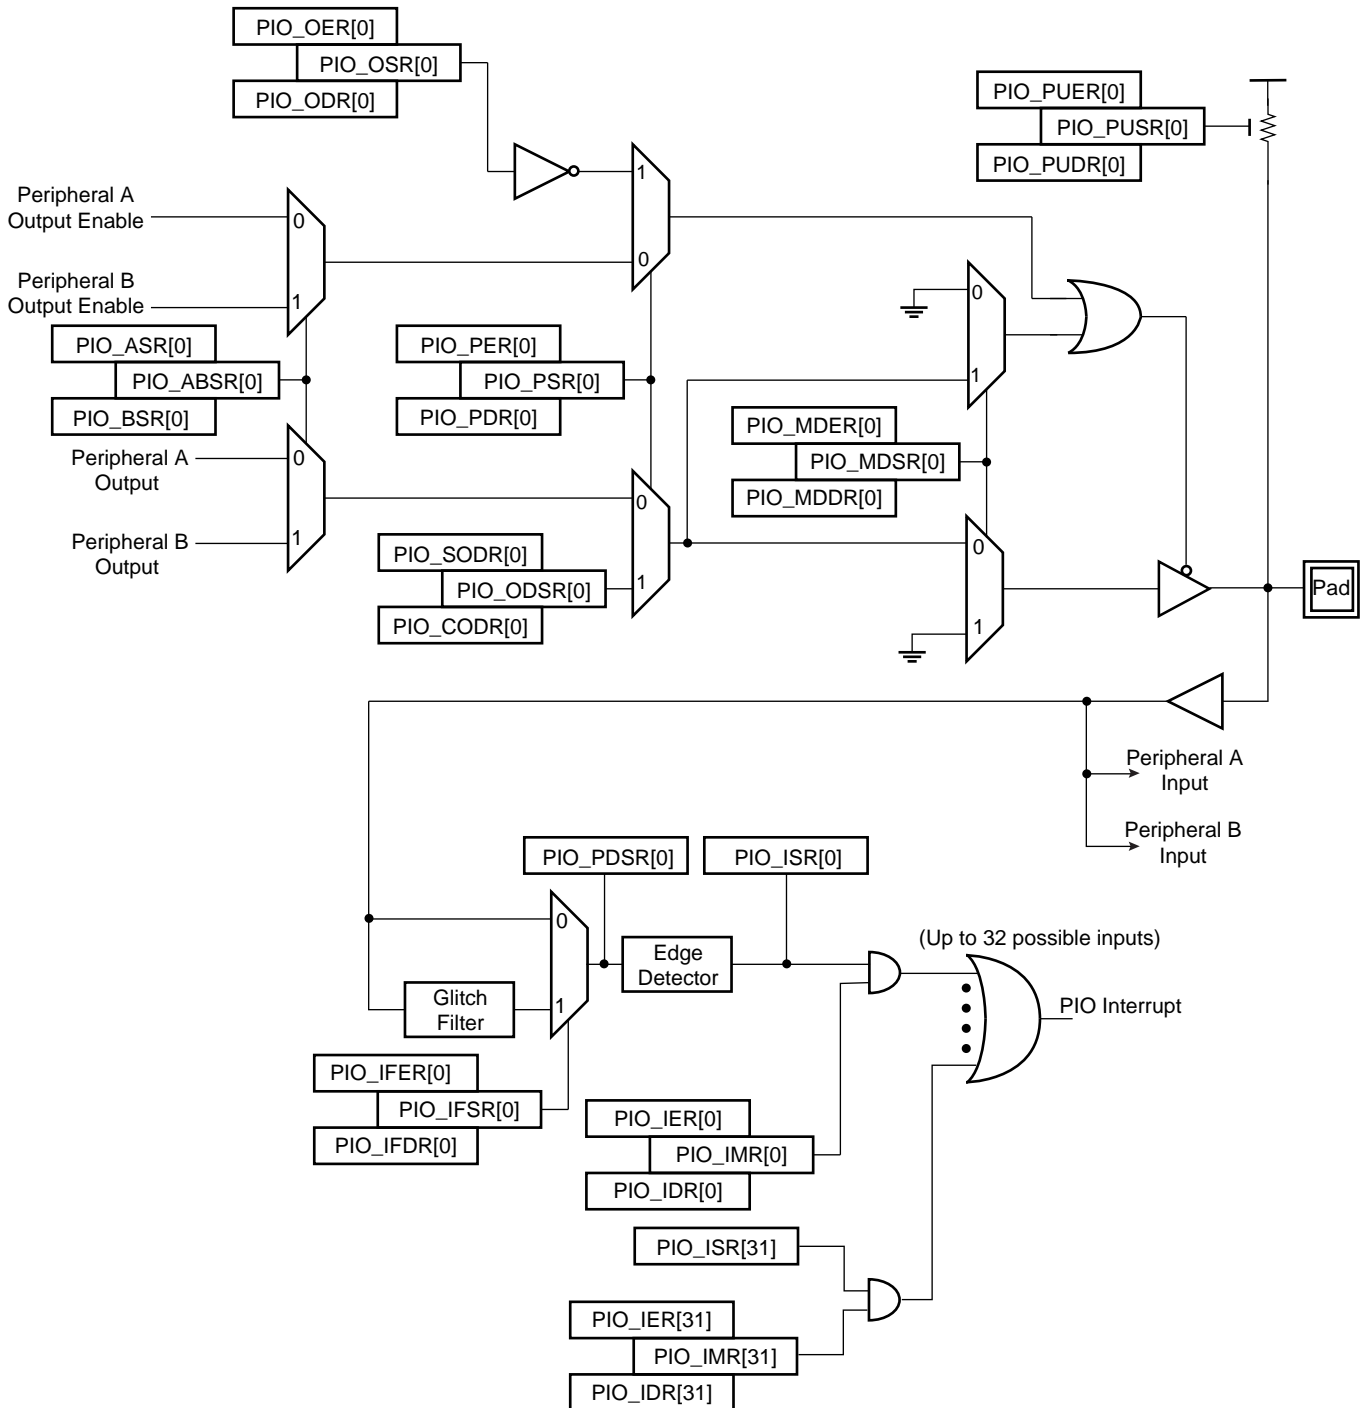 PIO_OER[0]
PIO_OSR[0]
PIO_ODR[0]
PIO_PUER[0]
PIO_PUSR[0]
PIO_PUDR[0]
1
0
Peripheral A
Output Enable
0
Peripheral B
Output Enable
1
PIO_ASR[0]
PIO_ABSR[0]
PIO_BSR[0]
PIO_PER[0]
PIO_PSR[0]
PIO_PDR[0]
0
1
PIO_MDER[0]
PIO_MDSR[0]
PIO_MDDR[0]
Peripheral A
Output
0
Peripheral B
Output
1
0
1
PIO_SODR[0]
PIO_ODSR[0]
PIO_CODR[0]
0
1
Pad
Peripheral A
Input
Peripheral B
Input
PIO_PDSR[0]
PIO_ISR[0]
0
1
Edge
Detector
Glitch
Filter
(Up to 32 possible inputs)
PIO Interrupt
PIO_IFER[0]
PIO_IFSR[0]
PIO_IFDR[0]
PIO_IER[0]
PIO_IMR[0]
PIO_IDR[0]
PIO_ISR[31]
PIO_IER[31]
PIO_IMR[31]
PIO_IDR[31]